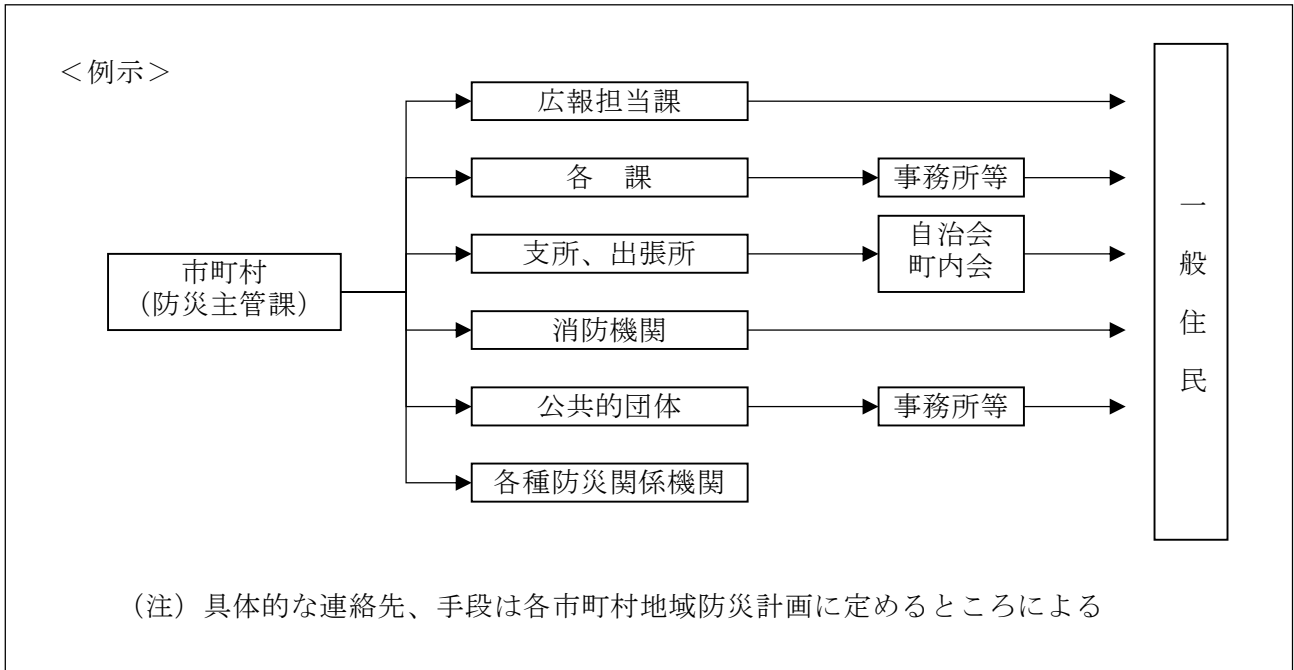 ＜例示＞
広報担当課
各　課
事務所等
支所、出張所
自治会
町内会
市町村
（防災主管課）
消防機関
公共的団体
事務所等
各種防災関係機関
一般住民
（注）具体的な連絡先、手段は各市町村地域防災計画に定めるところによる